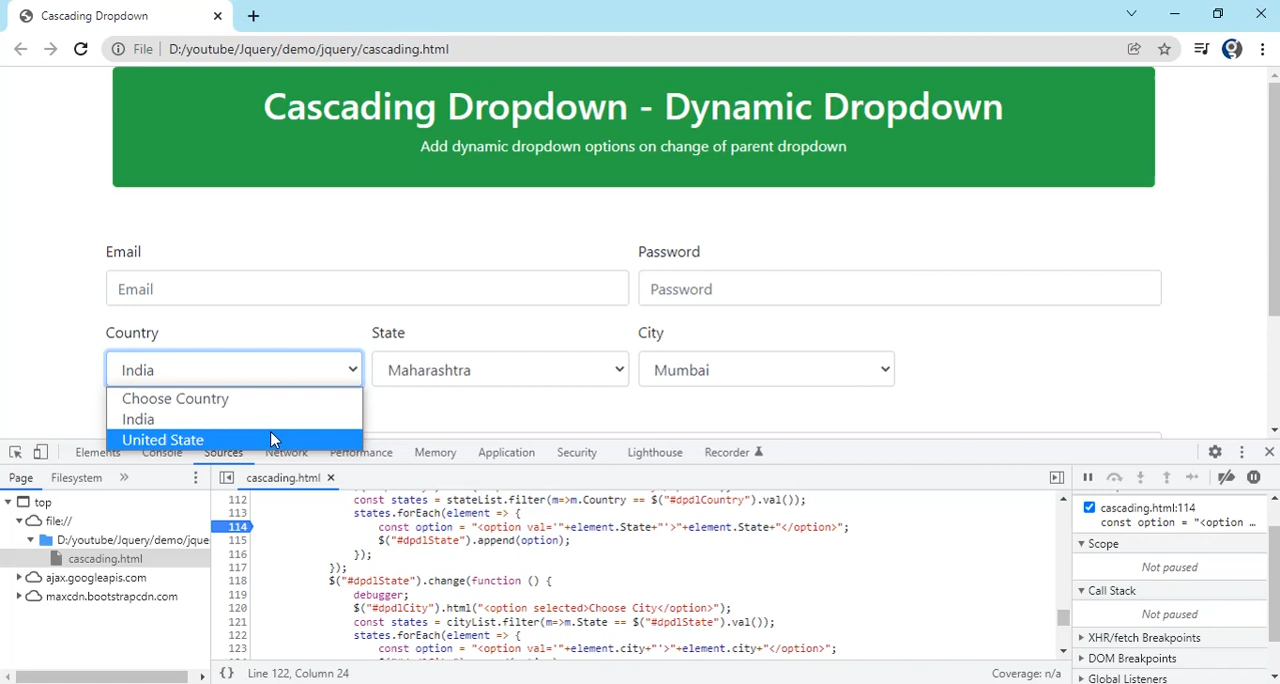 Cascading Dropdown
File | D:/youtube/Jquery/demo/jquery/cascading.html
Cascading Dropdown - Dynamic Dropdown
Add dynamic dropdown options on change of parent dropdown
Email
Password
Email
Password
Country
State
City
India
Maharashtra
Mumbai
Choose Country
India
United State
Elements Console Sources Network Performance Memory Application Security Lighthouse Recorder
Page Filesystem »
cascading.html
top
file://
D:/youtube/Jquery/demo/jque
cascading.html
ajax.googleapis.com
maxcdn.bootstrapcdn.com
112 const states = stateList.filter(m=>m.Country == $("#dpdlCountry").val());
113 states.forEach(element => {
114 const option = "<option val='"+element.State+"'>"+element.State+"</option>";
115 $("#dpdlState").append(option);
116 });
117 });
118 $("#dpdlState").change(function () {
119 debugger;
120 $("#dpdlCity").html("<option selected>Choose City</option>");
121 const states = cityList.filter(m=>m.State == $("#dpdlState").val());
122 states.forEach(element => {
123 const option = "<option val='"+element.city+"'>"+element.city+"</option>";
{} Line 122, Column 24
Coverage: n/a
cascading.html:114
const option = "<option …
Scope
Not paused
Call Stack
Not paused
XHR/fetch Breakpoints
DOM Breakpoints
Global Listeners